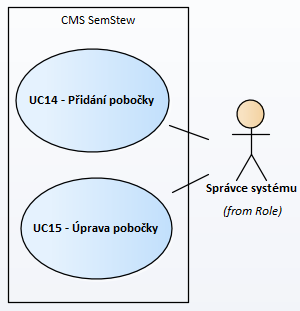 CMS SemStew
UC14 - Přidání pobočky
UC15 - Úprava pobočky
Správce systému
(from Role)